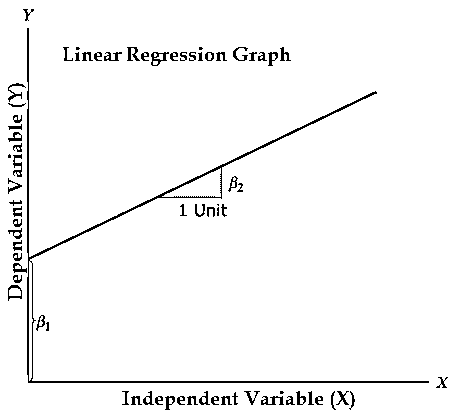 Y
Linear Regression Graph
Dependent Variable (Y)
β2
1 Unit
β1
X
Independent Variable (X)